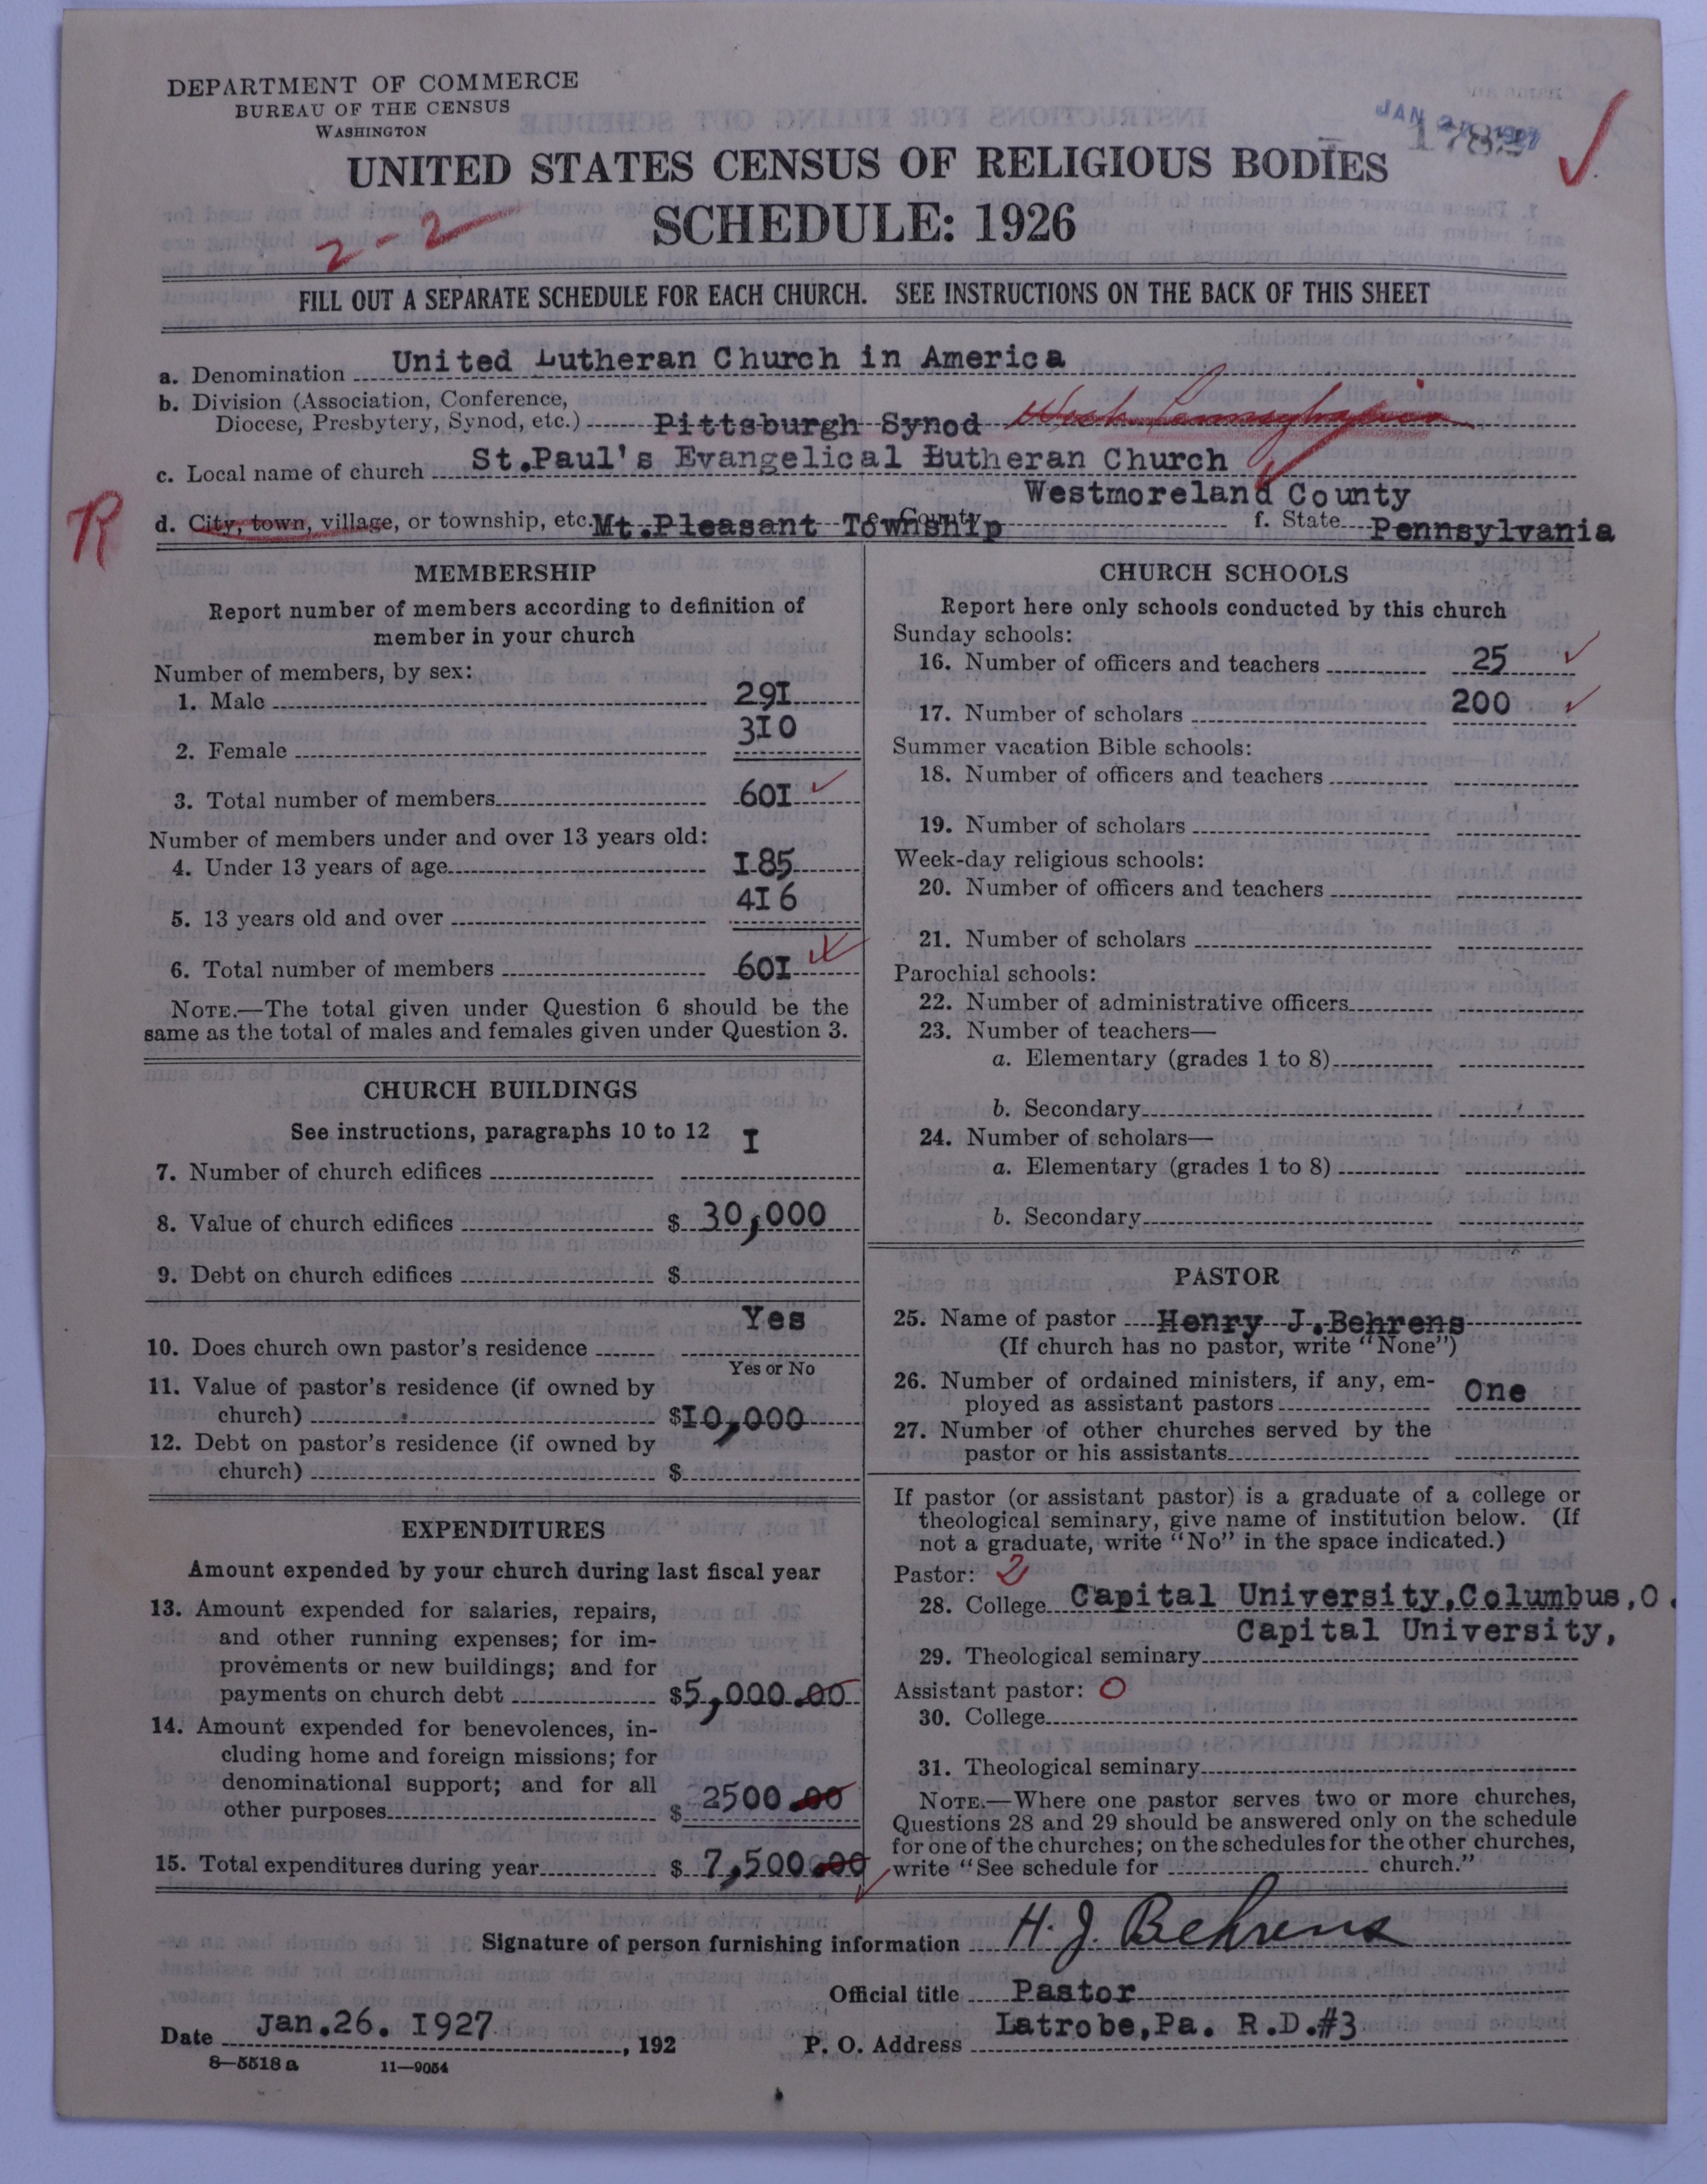 DEPARTMENT OF COMMERCE
BUREAU OF THE CENSUS
WASHINGTON
UNITED STATES CENSUS OF RELIGIOUS BODIES
SCHEDULE: 1926
2-2
FILL OUT A SEPARATE SCHEDULE FOR EACH CHURCH. SEE INSTRUCTIONS ON THE BACK OF THIS SHEET
a. Denomination United Lutheran Church in America
b. Division (Association, Conference,
Diocese, Presbytery, Synod, etc.) Pittsburgh Synod West Pennsylvania
c. Local name of church St.Paul's Evangelical Lutheran Church
Westmoreland County
R d. City, town, village, or township, etc. Mt.Pleasant Township e. County f. State Pennsylvania
MEMBERSHIP
Report number of members according to definition of
member in your church
Number of members, by sex:
1. Male 29I
2. Female 3I0
3. Total number of members 60I
Number of members under and over 13 years old:
4. Under 13 years of age I85
5. 13 years old and over 4I6
6. Total number of members 60I
NOTE.—The total given under Question 6 should be the
same as the total of males and females given under Question 3.
CHURCH BUILDINGS
See instructions, paragraphs 10 to 12
7. Number of church edifices I
8. Value of church edifices $ 30,000
9. Debt on church edifices $
10. Does church own pastor's residence Yes
Yes or No
11. Value of pastor's residence (if owned by
church) $I0,000
12. Debt on pastor's residence (if owned by
church) $
EXPENDITURES
Amount expended by your church during last fiscal year
13. Amount expended for salaries, repairs,
and other running expenses; for im-
provements or new buildings; and for
payments on church debt $5,000.00
14. Amount expended for benevolences, in-
cluding home and foreign missions; for
denominational support; and for all
other purposes $ 2500.00
15. Total expenditures during year $ 7,500.00
CHURCH SCHOOLS
Report here only schools conducted by this church
Sunday schools:
16. Number of officers and teachers 25
17. Number of scholars 200
Summer vacation Bible schools:
18. Number of officers and teachers
19. Number of scholars
Week-day religious schools:
20. Number of officers and teachers
21. Number of scholars
Parochial schools:
22. Number of administrative officers
23. Number of teachers—
a. Elementary (grades 1 to 8)
b. Secondary
24. Number of scholars—
a. Elementary (grades 1 to 8)
b. Secondary
PASTOR
25. Name of pastor Henry J.Behrens
(If church has no pastor, write "None")
26. Number of ordained ministers, if any, em-
ployed as assistant pastors One
27. Number of other churches served by the
pastor or his assistants
If pastor (or assistant pastor) is a graduate of a college or
theological seminary, give name of institution below. (If
not a graduate, write "No" in the space indicated.)
Pastor: 2
28. College Capital University,Columbus,O.
Capital University,
29. Theological seminary
Assistant pastor: O
30. College
31. Theological seminary
NOTE.—Where one pastor serves two or more churches,
Questions 28 and 29 should be answered only on the schedule
for one of the churches; on the schedules for the other churches,
write "See schedule for church."
Signature of person furnishing information H. J. Behrens
Official title Pastor
Date Jan.26. I927, 192
P. O. Address Latrobe,Pa. R.D.#3
8—5518 a 11—9054